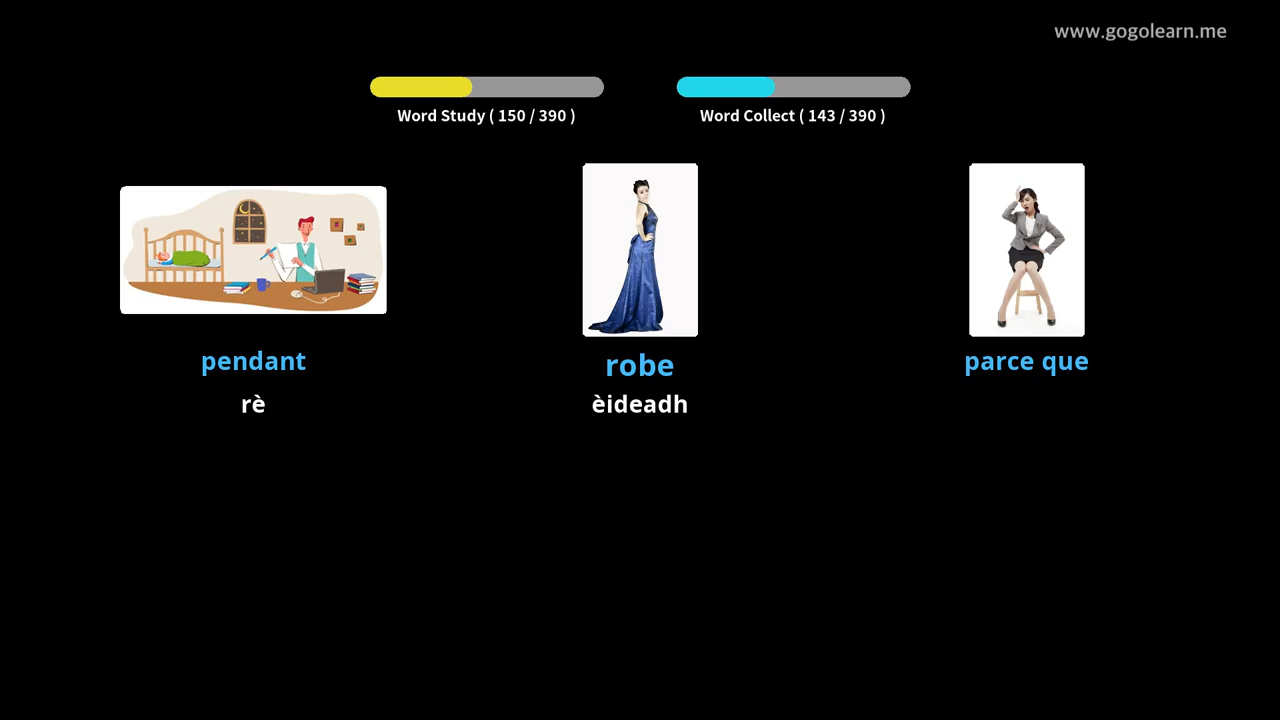 www.gogolearn.me
Word Study ( 150 / 390 )
Word Collect ( 143 / 390 )
pendant
robe
parce que
rè
èideadh